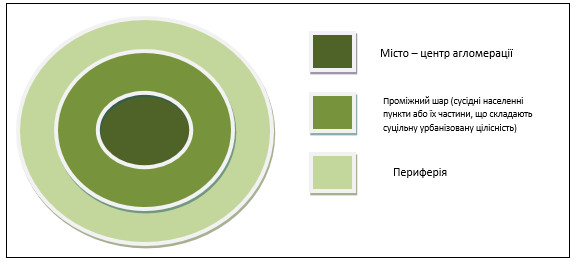 Місто – центр агломерації
Проміжний шар (сусідні населенні
пункти або їх частини, що складають
суцільну урбанізовану цілісність)
Периферія